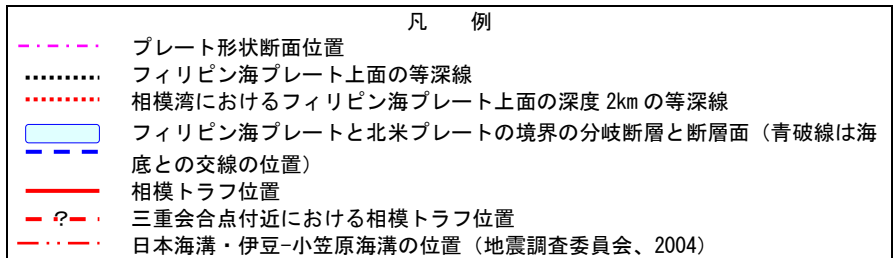 凡 例
プレート形状断面位置
フィリピン海プレート上面の等深線
相模湾におけるフィリピン海プレート上面の深度 2km の等深線
フィリピン海プレートと北米プレートの境界の分岐断層と断層面（青破線は海
底との交線の位置）
相模トラフ位置
? 三重会合点付近における相模トラフ位置
日本海溝・伊豆-小笠原海溝の位置（地震調査委員会、2004）